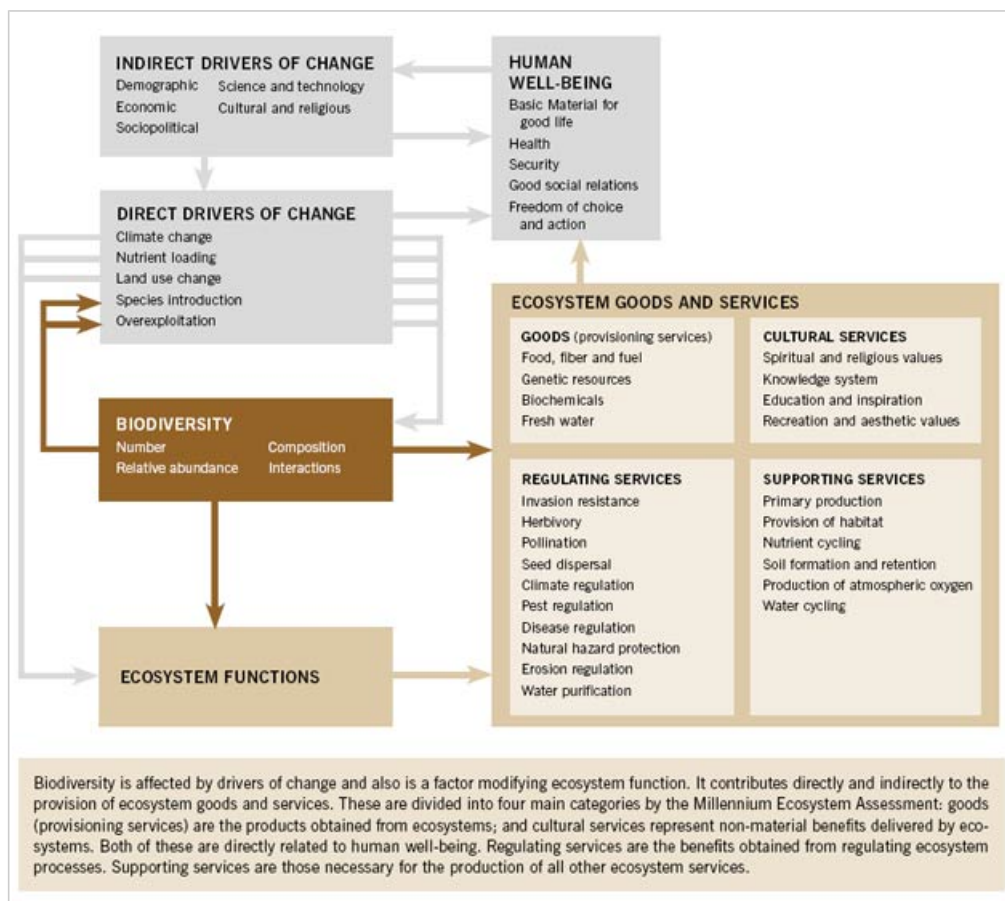 INDIRECT DRIVERS OF CHANGE
Demographic Science and technology
Economic Cultural and religious
Sociopolitical
HUMAN
WELL-BEING
Basic Material for
good life
Health
Security
Good social relations
Freedom of choice
and action
DIRECT DRIVERS OF CHANGE
Climate change
Nutrient loading
Land use change
Species introduction
Overexploitation
BIODIVERSITY
Number Composition
Relative abundance Interactions
ECOSYSTEM FUNCTIONS
ECOSYSTEM GOODS AND SERVICES
GOODS (provisioning services)
Food, fiber and fuel
Genetic resources
Biochemicals
Fresh water
CULTURAL SERVICES
Spiritual and religious values
Knowledge system
Education and inspiration
Recreation and aesthetic values
REGULATING SERVICES
Invasion resistance
Herbivory
Pollination
Seed dispersal
Climate regulation
Pest regulation
Disease regulation
Natural hazard protection
Erosion regulation
Water purification
SUPPORTING SERVICES
Primary production
Provision of habitat
Nutrient cycling
Soil formation and retention
Production of atmospheric oxygen
Water cycling
Biodiversity is affected by drivers of change and also is a factor modifying ecosystem function. It contributes directly and indirectly to the
provision of ecosystem goods and services. These are divided into four main categories by the Millennium Ecosystem Assessment: goods
(provisioning services) are the products obtained from ecosystems; and cultural services represent non-material benefits delivered by eco-
systems. Both of these are directly related to human well-being. Regulating services are the benefits obtained from regulating ecosystem
processes. Supporting services are those necessary for the production of all other ecosystem services.